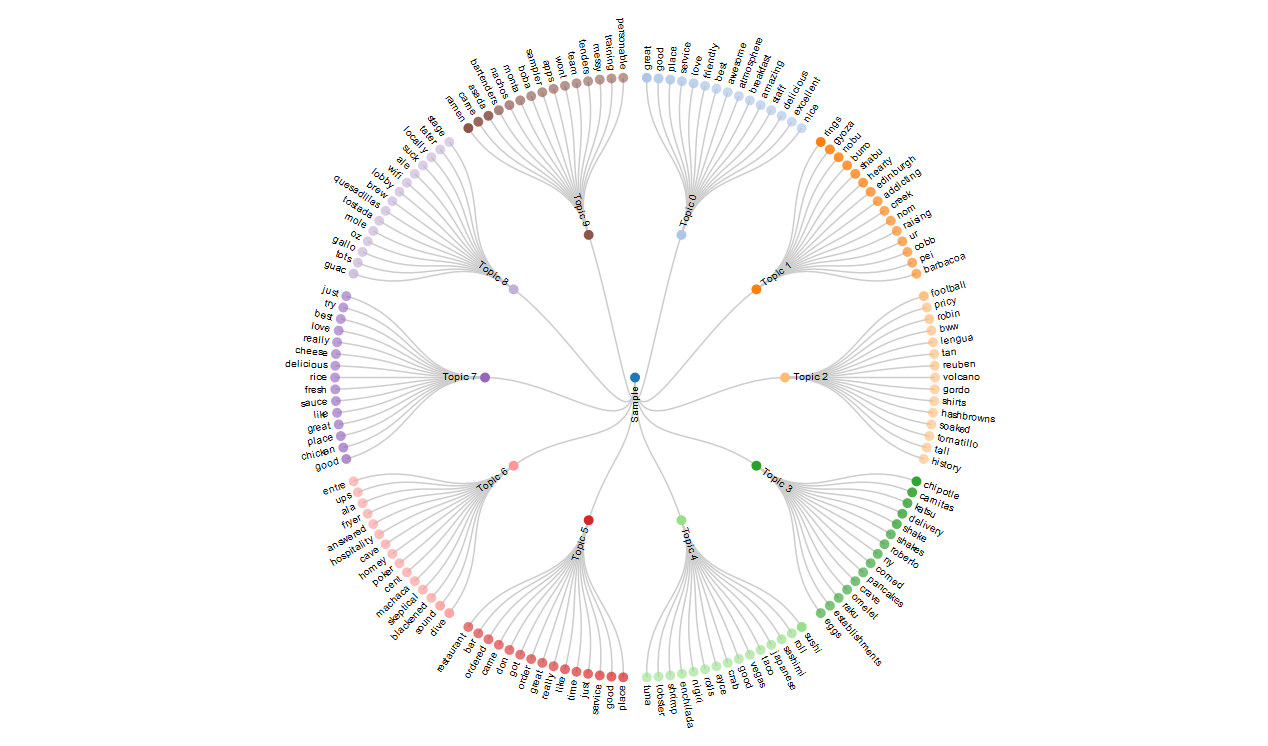 Sample
Topic 0
great
good
place
service
love
friendly
best
awesome
atmosphere
breakfast
amazing
staff
delicious
excellent
nice
Topic 1
rings
gyoza
nobu
burro
shabu
hearty
edinburgh
addicting
creek
nom
raising
ur
cobb
pei
barbacoa
Topic 2
football
pricy
robin
bww
lengua
tan
reuben
volcano
gordo
shirts
hashbrowns
soaked
tomatillo
tall
history
Topic 3
chipotle
carnitas
katsu
delivery
shake
shakes
roberto
ny
comed
pancakes
crave
omelet
raku
establishments
eggs
Topic 4
sushi
roll
sashimi
japanese
taco
vegas
good
crab
ayce
rolls
nigiri
enchilada
shrimp
lobster
tuna
Topic 5
place
good
service
just
time
like
really
great
order
got
don
came
ordered
bar
restaurant
Topic 6
dive
sound
blackened
skeptical
machaca
cent
poker
homey
cave
hospitality
answered
fryer
ala
ups
entre
Topic 7
good
chicken
place
great
like
sauce
fresh
rice
delicious
cheese
really
love
best
try
just
Topic 8
guac
tots
gallo
oz
mole
tostada
quesadillas
brew
lobby
wifi
ale
suck
locally
tater
stage
Topic 9
ramen
came
asada
bartenders
nachos
monta
boba
sampler
apps
wont
team
tenders
messy
training
personable